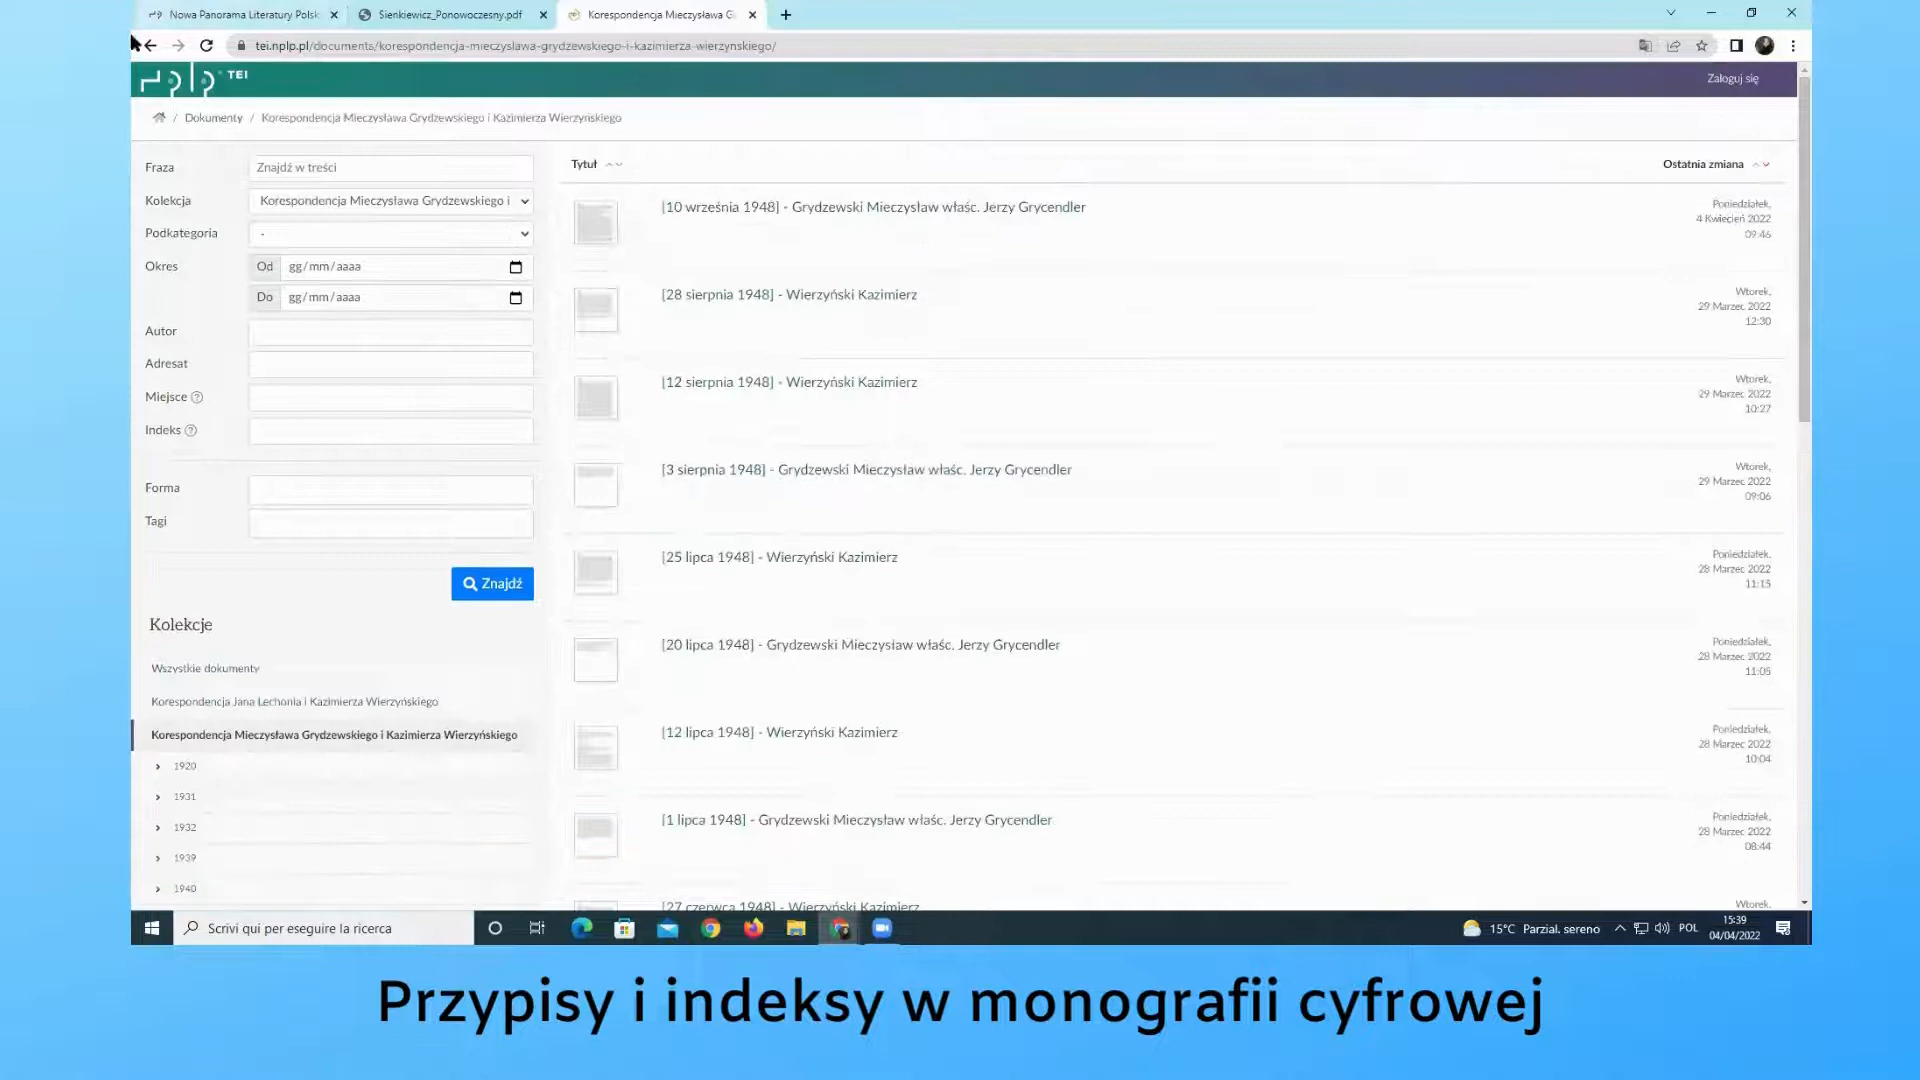 Nowa Panorama Literatury Polsk
Sienkiewicz_Ponowoczesny.pdf
Korespondencja Mieczysława G
tei.nplp.pl/documents/korespondencja-mieczyslawa-grydzewskiego-i-kazimierza-wierzynskiego/
nplp TEI
Zaloguj się
/ Dokumenty / Korespondencja Mieczysława Grydzewskiego i Kazimierza Wierzyńskiego
Fraza
Znajdź w treści
Kolekcja
Korespondencja Mieczysława Grydzewskiego i
Podkategoria
-
Okres
Od gg/mm/aaaa
Do gg/mm/aaaa
Autor
Adresat
Miejsce
Indeks
Forma
Tagi
Znajdź
Kolekcje
Wszystkie dokumenty
Korespondencja Jana Lechonia i Kazimierza Wierzyńskiego
Korespondencja Mieczysława Grydzewskiego i Kazimierza Wierzyńskiego
1920
1931
1932
1939
1940
Tytuł
Ostatnia zmiana
[10 września 1948] - Grydzewski Mieczysław właśc. Jerzy Grycendler
Poniedziałek,
4 Kwiecień 2022
09:46
[28 sierpnia 1948] - Wierzyński Kazimierz
Wtorek,
29 Marzec 2022
12:30
[12 sierpnia 1948] - Wierzyński Kazimierz
Wtorek,
29 Marzec 2022
10:27
[3 sierpnia 1948] - Grydzewski Mieczysław właśc. Jerzy Grycendler
Wtorek,
29 Marzec 2022
09:06
[25 lipca 1948] - Wierzyński Kazimierz
Poniedziałek,
28 Marzec 2022
11:15
[20 lipca 1948] - Grydzewski Mieczysław właśc. Jerzy Grycendler
Poniedziałek,
28 Marzec 2022
11:05
[12 lipca 1948] - Wierzyński Kazimierz
Poniedziałek,
28 Marzec 2022
10:04
[1 lipca 1948] - Grydzewski Mieczysław właśc. Jerzy Grycendler
Poniedziałek,
28 Marzec 2022
08:44
[27 czerwca 1948] - Wierzyński Kazimierz
Wtorek,
Scrivi qui per eseguire la ricerca
15°C Parzial. sereno
POL
15:39
04/04/2022
Przypisy i indeksy w monografii cyfrowej